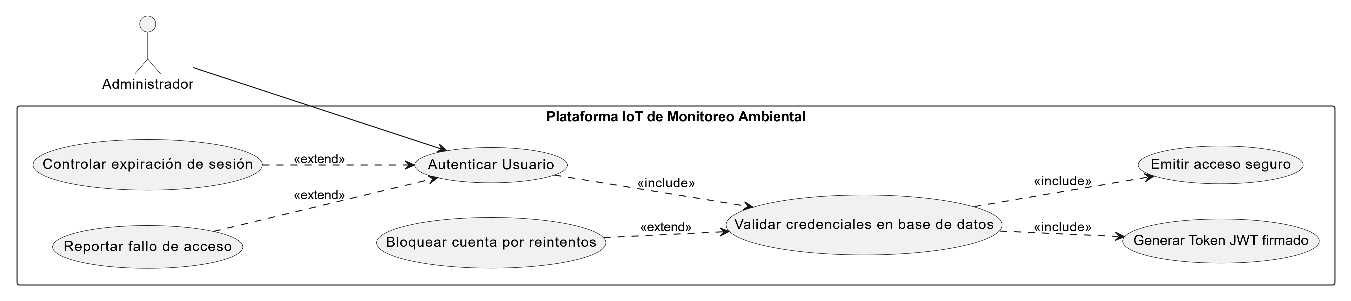 Administrador
Plataforma IoT de Monitoreo Ambiental
Controlar expiración de sesión
«extend»
Autenticar Usuario
Emitir acceso seguro
«include»
«include»
«extend»
Validar credenciales en base de datos
Reportar fallo de acceso
Bloquear cuenta por reintentos
«extend»
«include»
Generar Token JWT firmado